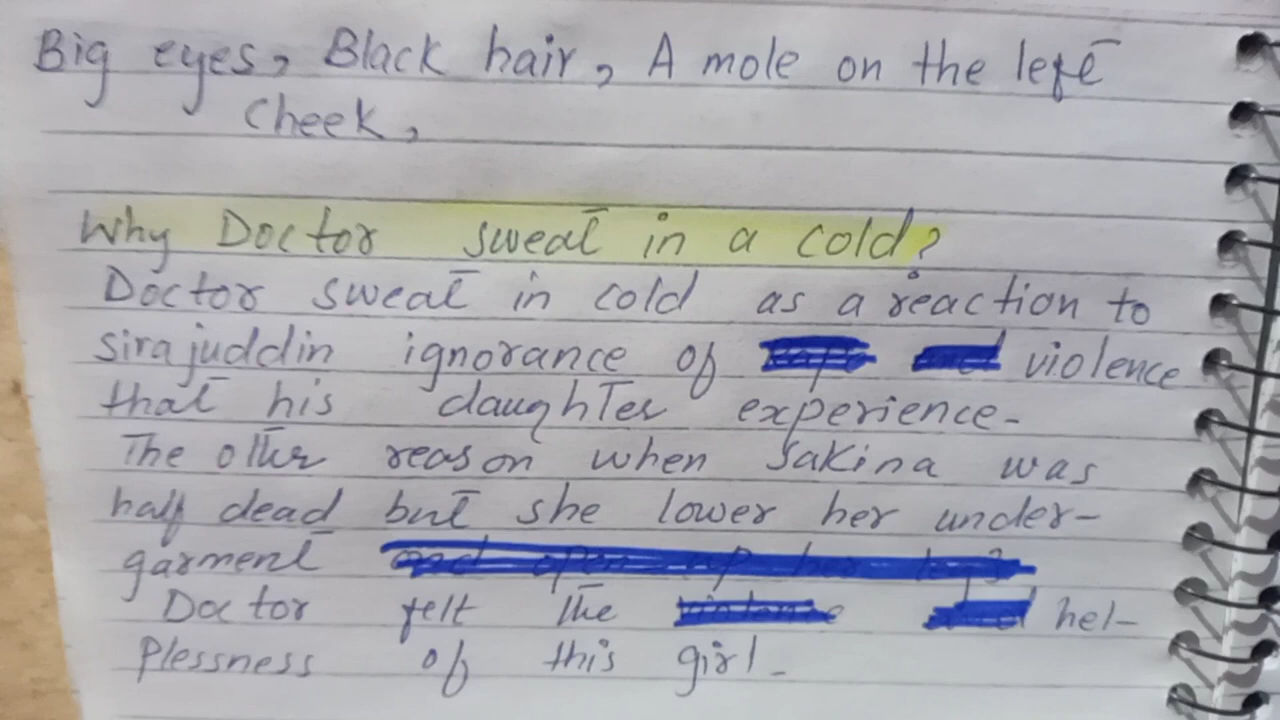 Big eyes, Black hair, A mole on the left
Cheek,
Why Doctor sweat in a cold?
Doctor sweat in cold as a reaction to
sirajuddin ignorance of violence
that his daughter experience.
The other reason when Sakina was
half dead but she lower her under-
garment
Doctor felt the hel-
plessness of this girl.